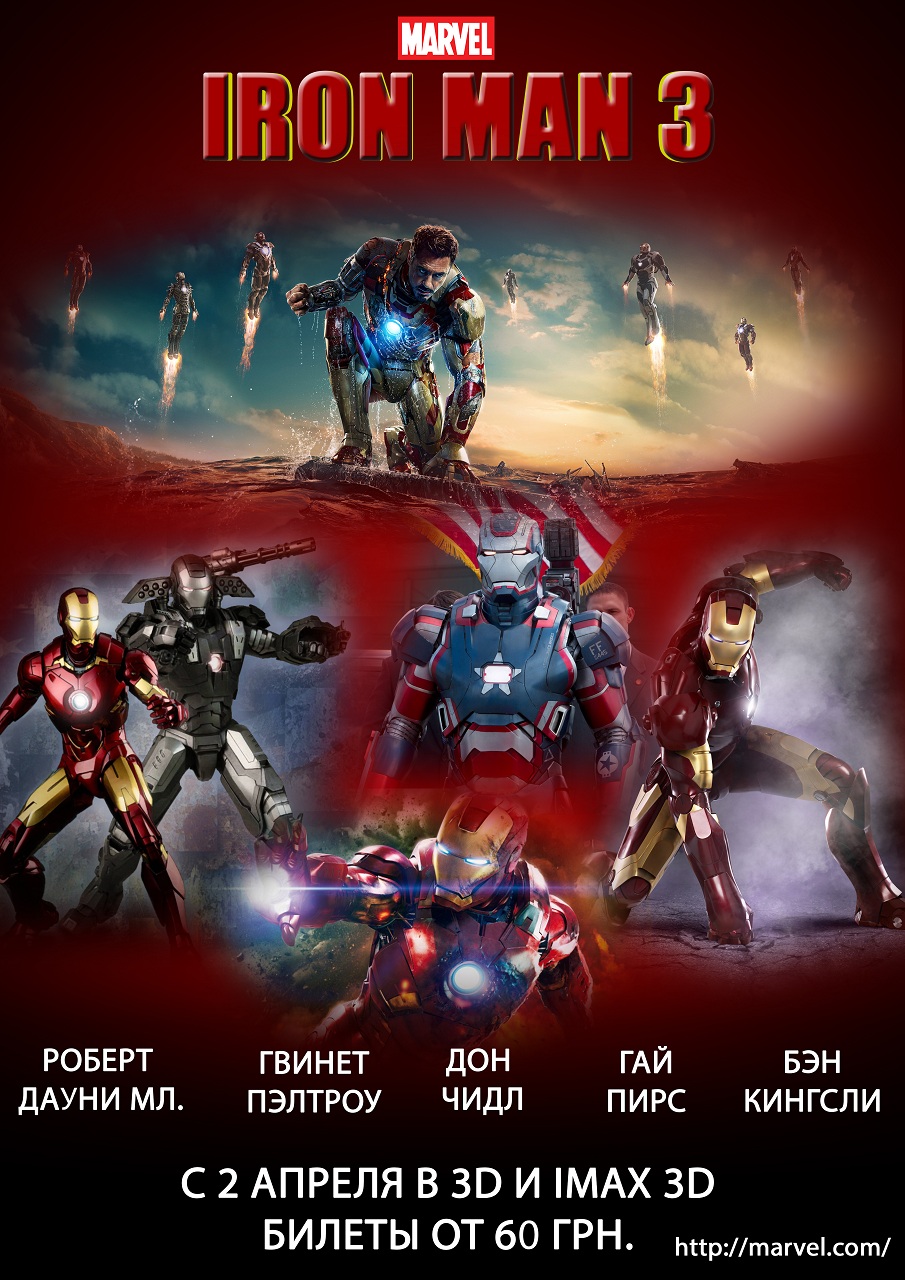 MARVEL
IRON MAN 3
FF
РОБЕРТ
ДАУНИ МЛ.
ГВИНЕТ
ПЭЛТРОУ
ДОН
ЧИДЛ
ГАЙ
ПИРС
БЭН
КИНГСЛИ
С 2 АПРЕЛЯ В 3D И IMAX 3D
БИЛЕТЫ ОТ 60 ГРН.
http://marvel.com/